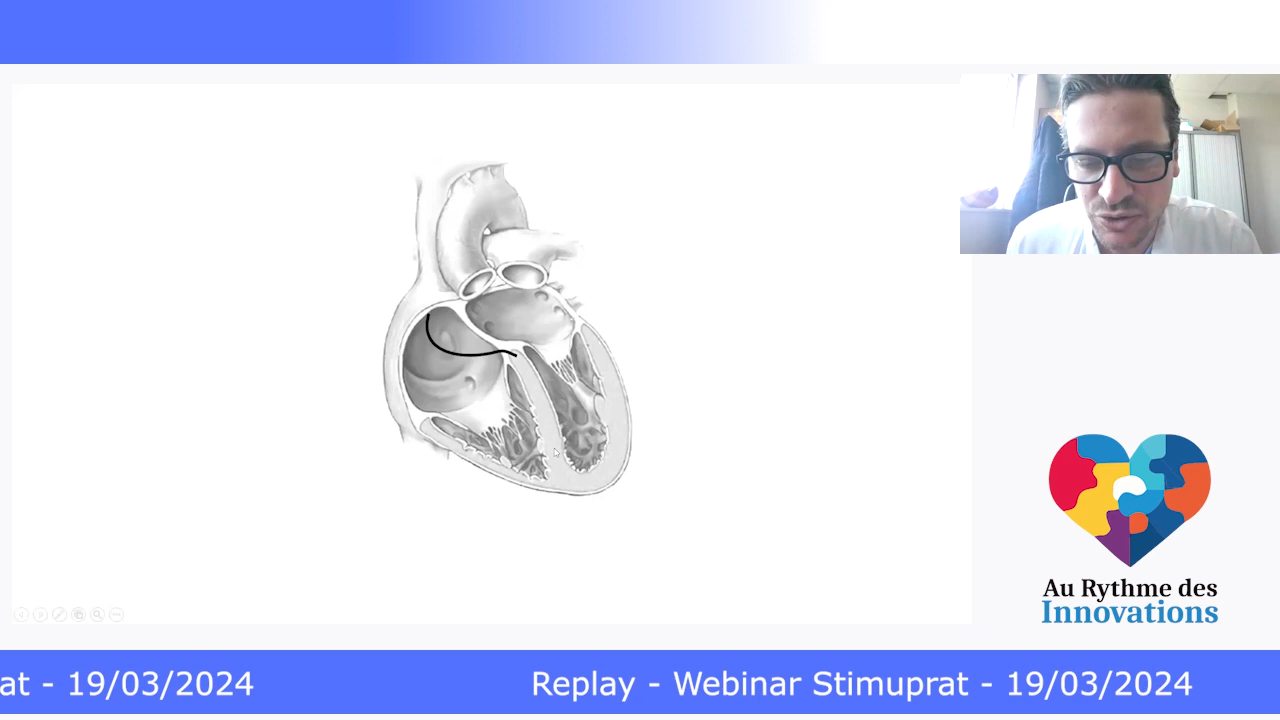 Au Rythme des
Innovations
at - 19/03/2024
Replay - Webinar Stimuprat - 19/03/2024